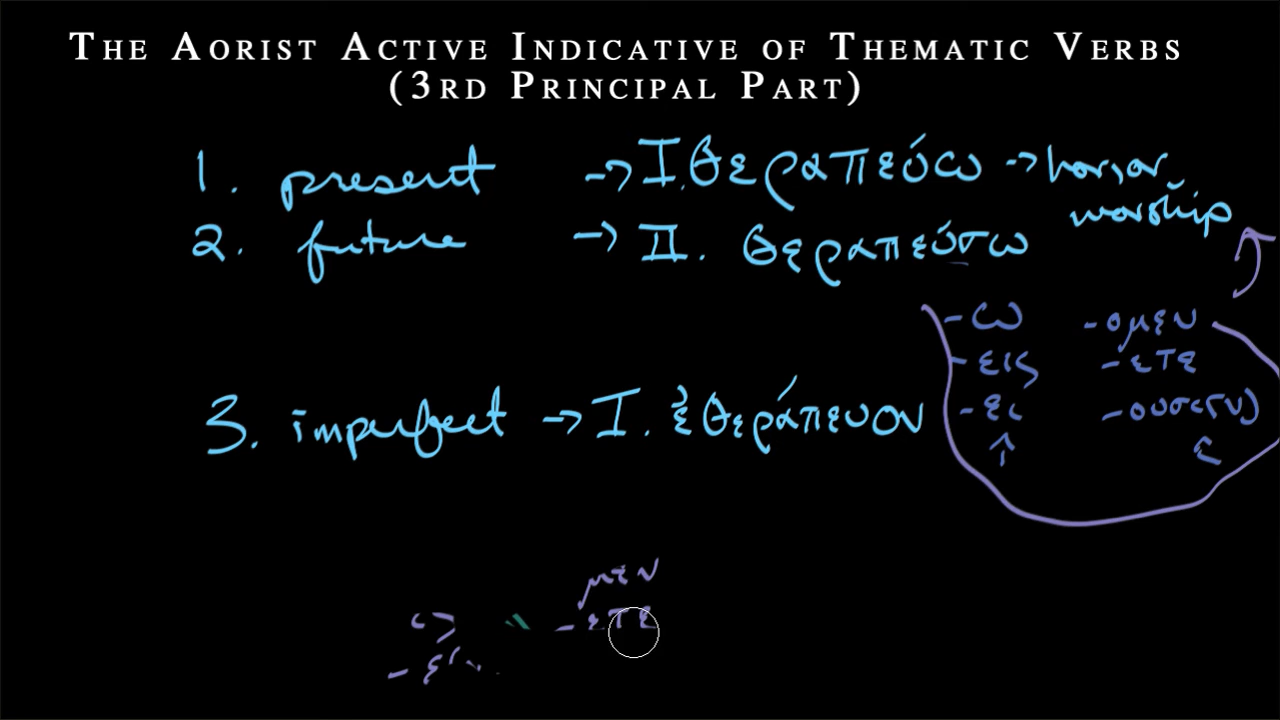 THE AORIST ACTIVE INDICATIVE OF THEMATIC VERBS
(3RD PRINCIPAL PART)
1. present → I. θεραπεύω → honor, worship
2. future → II. θεραπεύσω
-ω -ομεν
-εις -ετε
-ει -ουσι(ν)
3. imperfect → I. ἐθεράπευον
μεν
-ετε